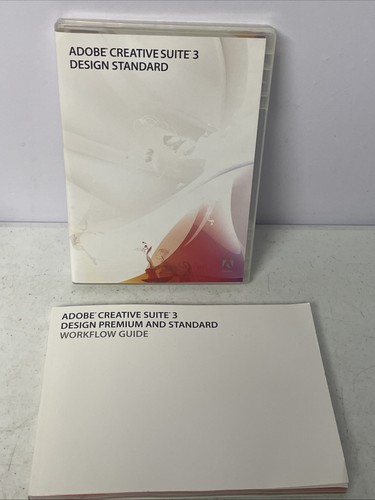 ADOBE® CREATIVE SUITE® 3
DESIGN STANDARD
ADOBE® CREATIVE SUITE® 3
DESIGN PREMIUM AND STANDARD
WORKFLOW GUIDE